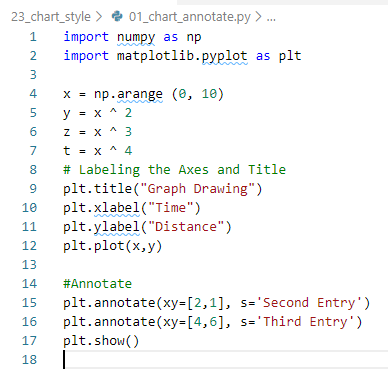 23_chart_style > 01_chart_annotate.py > ...
1 import numpy as np
2 import matplotlib.pyplot as plt
3
4 x = np.arange (0, 10)
5 y = x ^ 2
6 z = x ^ 3
7 t = x ^ 4
8 # Labeling the Axes and Title
9 plt.title("Graph Drawing")
10 plt.xlabel("Time")
11 plt.ylabel("Distance")
12 plt.plot(x,y)
13
14 #Annotate
15 plt.annotate(xy=[2,1], s='Second Entry')
16 plt.annotate(xy=[4,6], s='Third Entry')
17 plt.show()
18